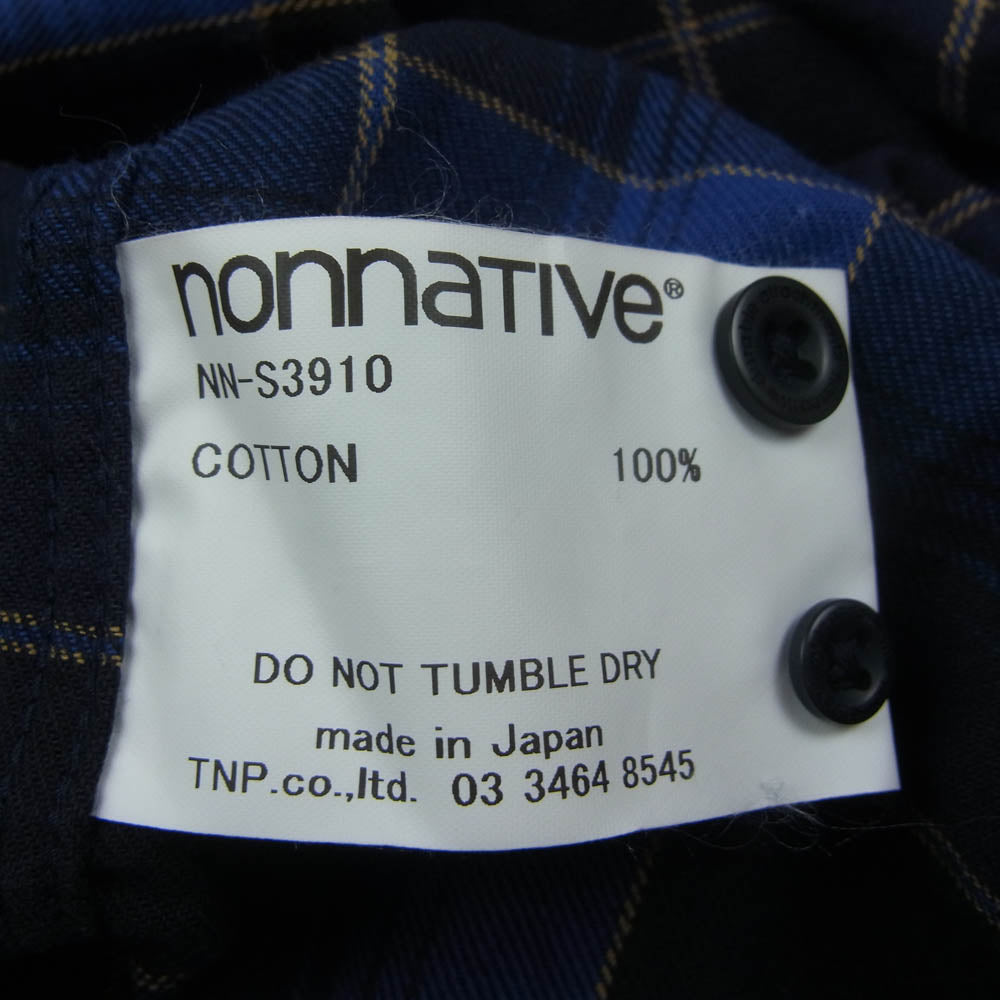 nonnative®
NN-S3910
COTTON 100%
DO NOT TUMBLE DRY
made in Japan
TNP.co.,ltd. 03 3464 8545